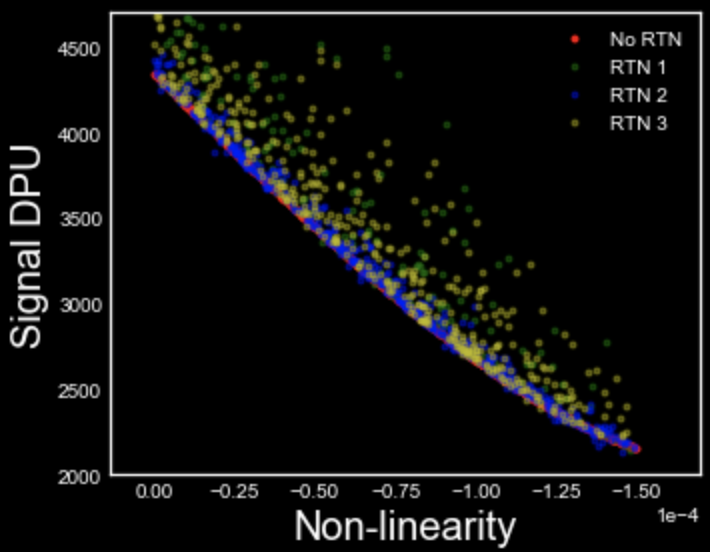 4500
4000
3500
3000
2500
2000
Signal DPU
No RTN
RTN 1
RTN 2
RTN 3
0.00 −0.25 −0.50 −0.75 −1.00 −1.25 −1.50
1e−4
Non-linearity